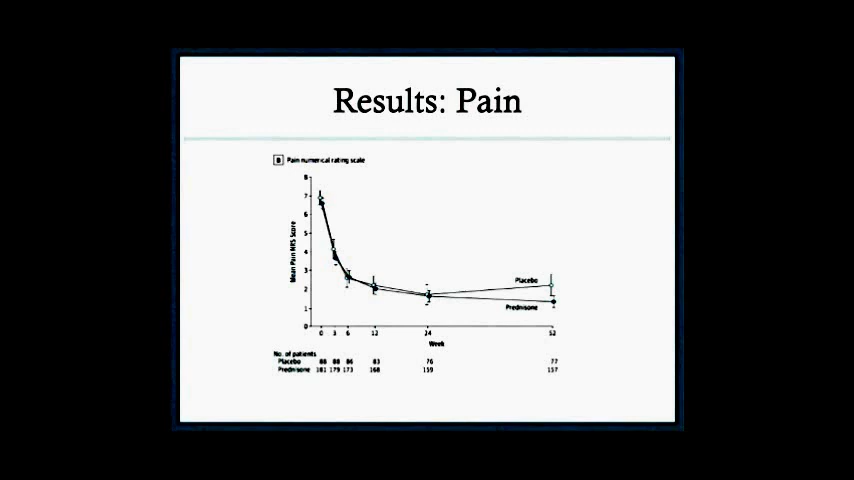 Results: Pain
B Pain numerical rating scale
8
7
6
5
4
3
2
1
0
Mean Pain NRS Score
Placebo
Prednisone
0 3 6 12 24 52
Week
No. of patients
Placebo 88 88 86 83 76 77
Prednisone 181 179 173 168 159 157